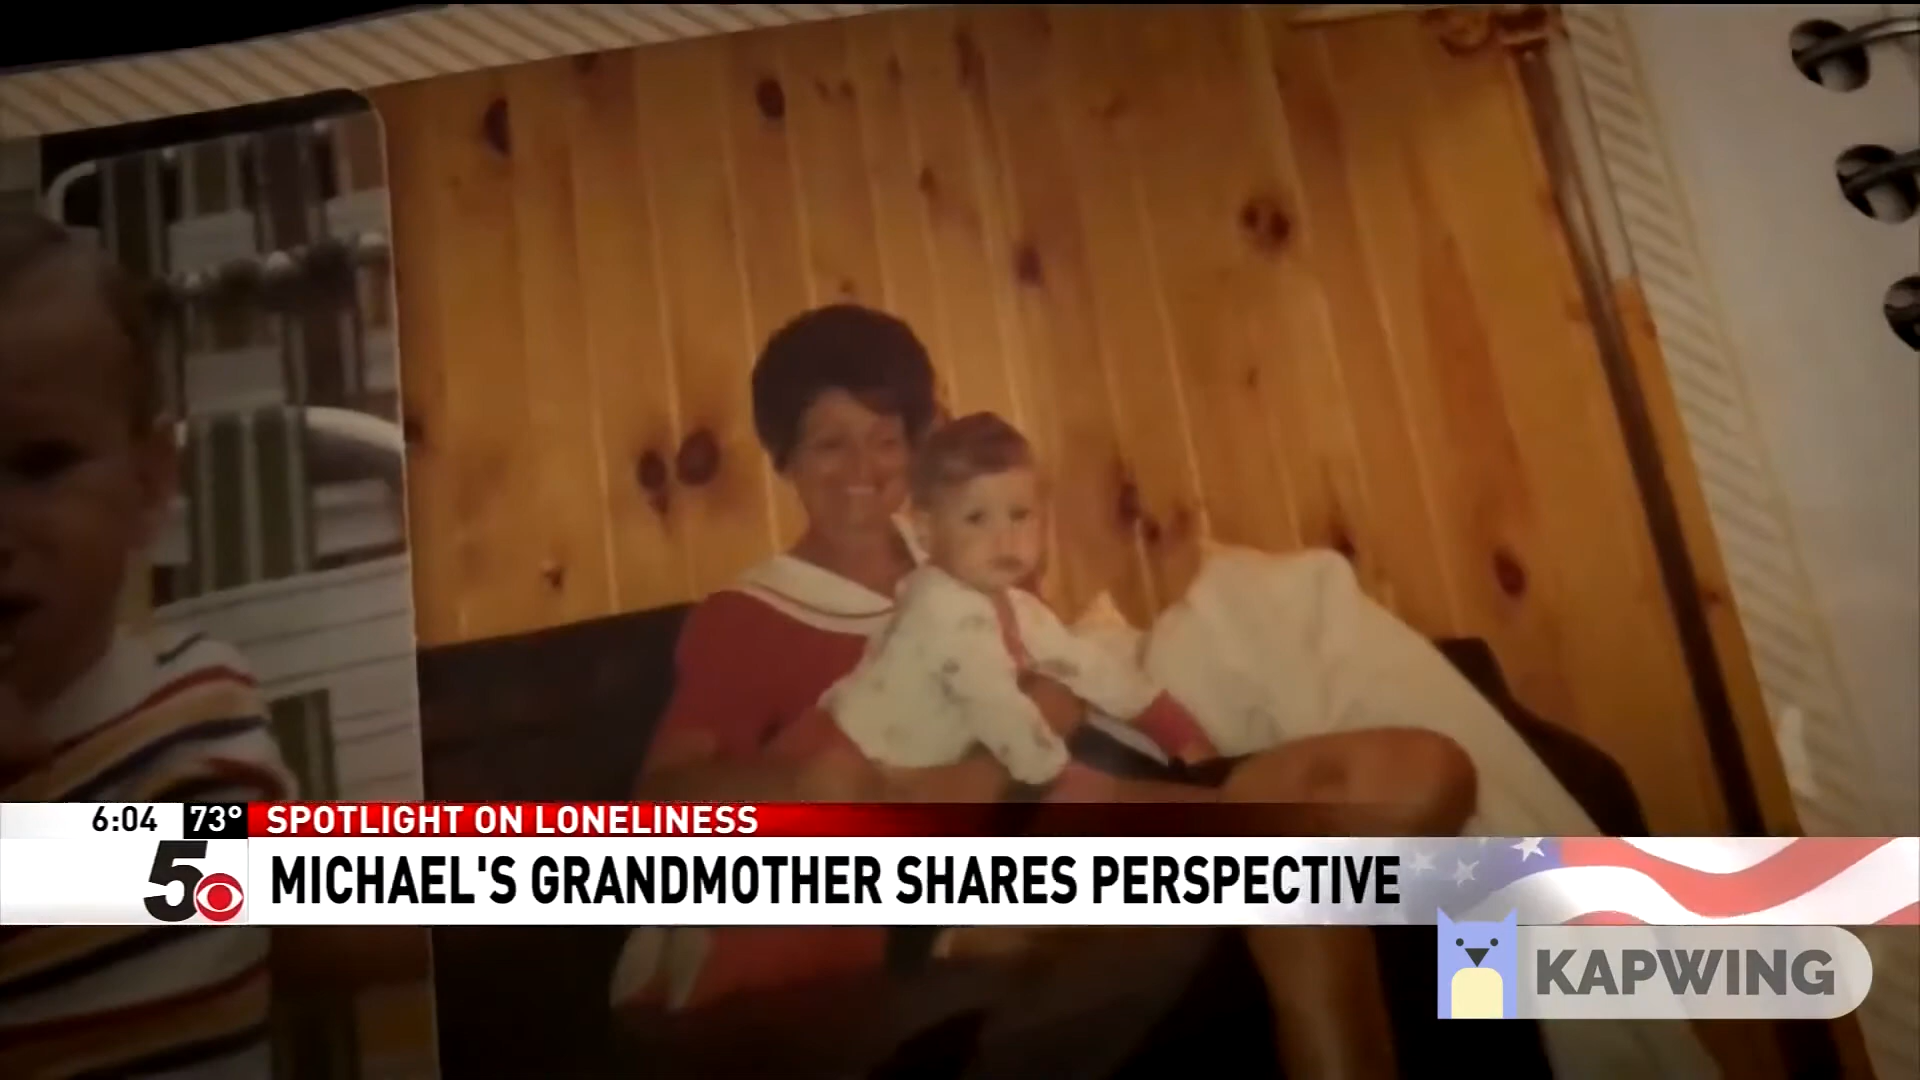 6:04 73° SPOTLIGHT ON LONELINESS
5 MICHAEL'S GRANDMOTHER SHARES PERSPECTIVE
KAPWING